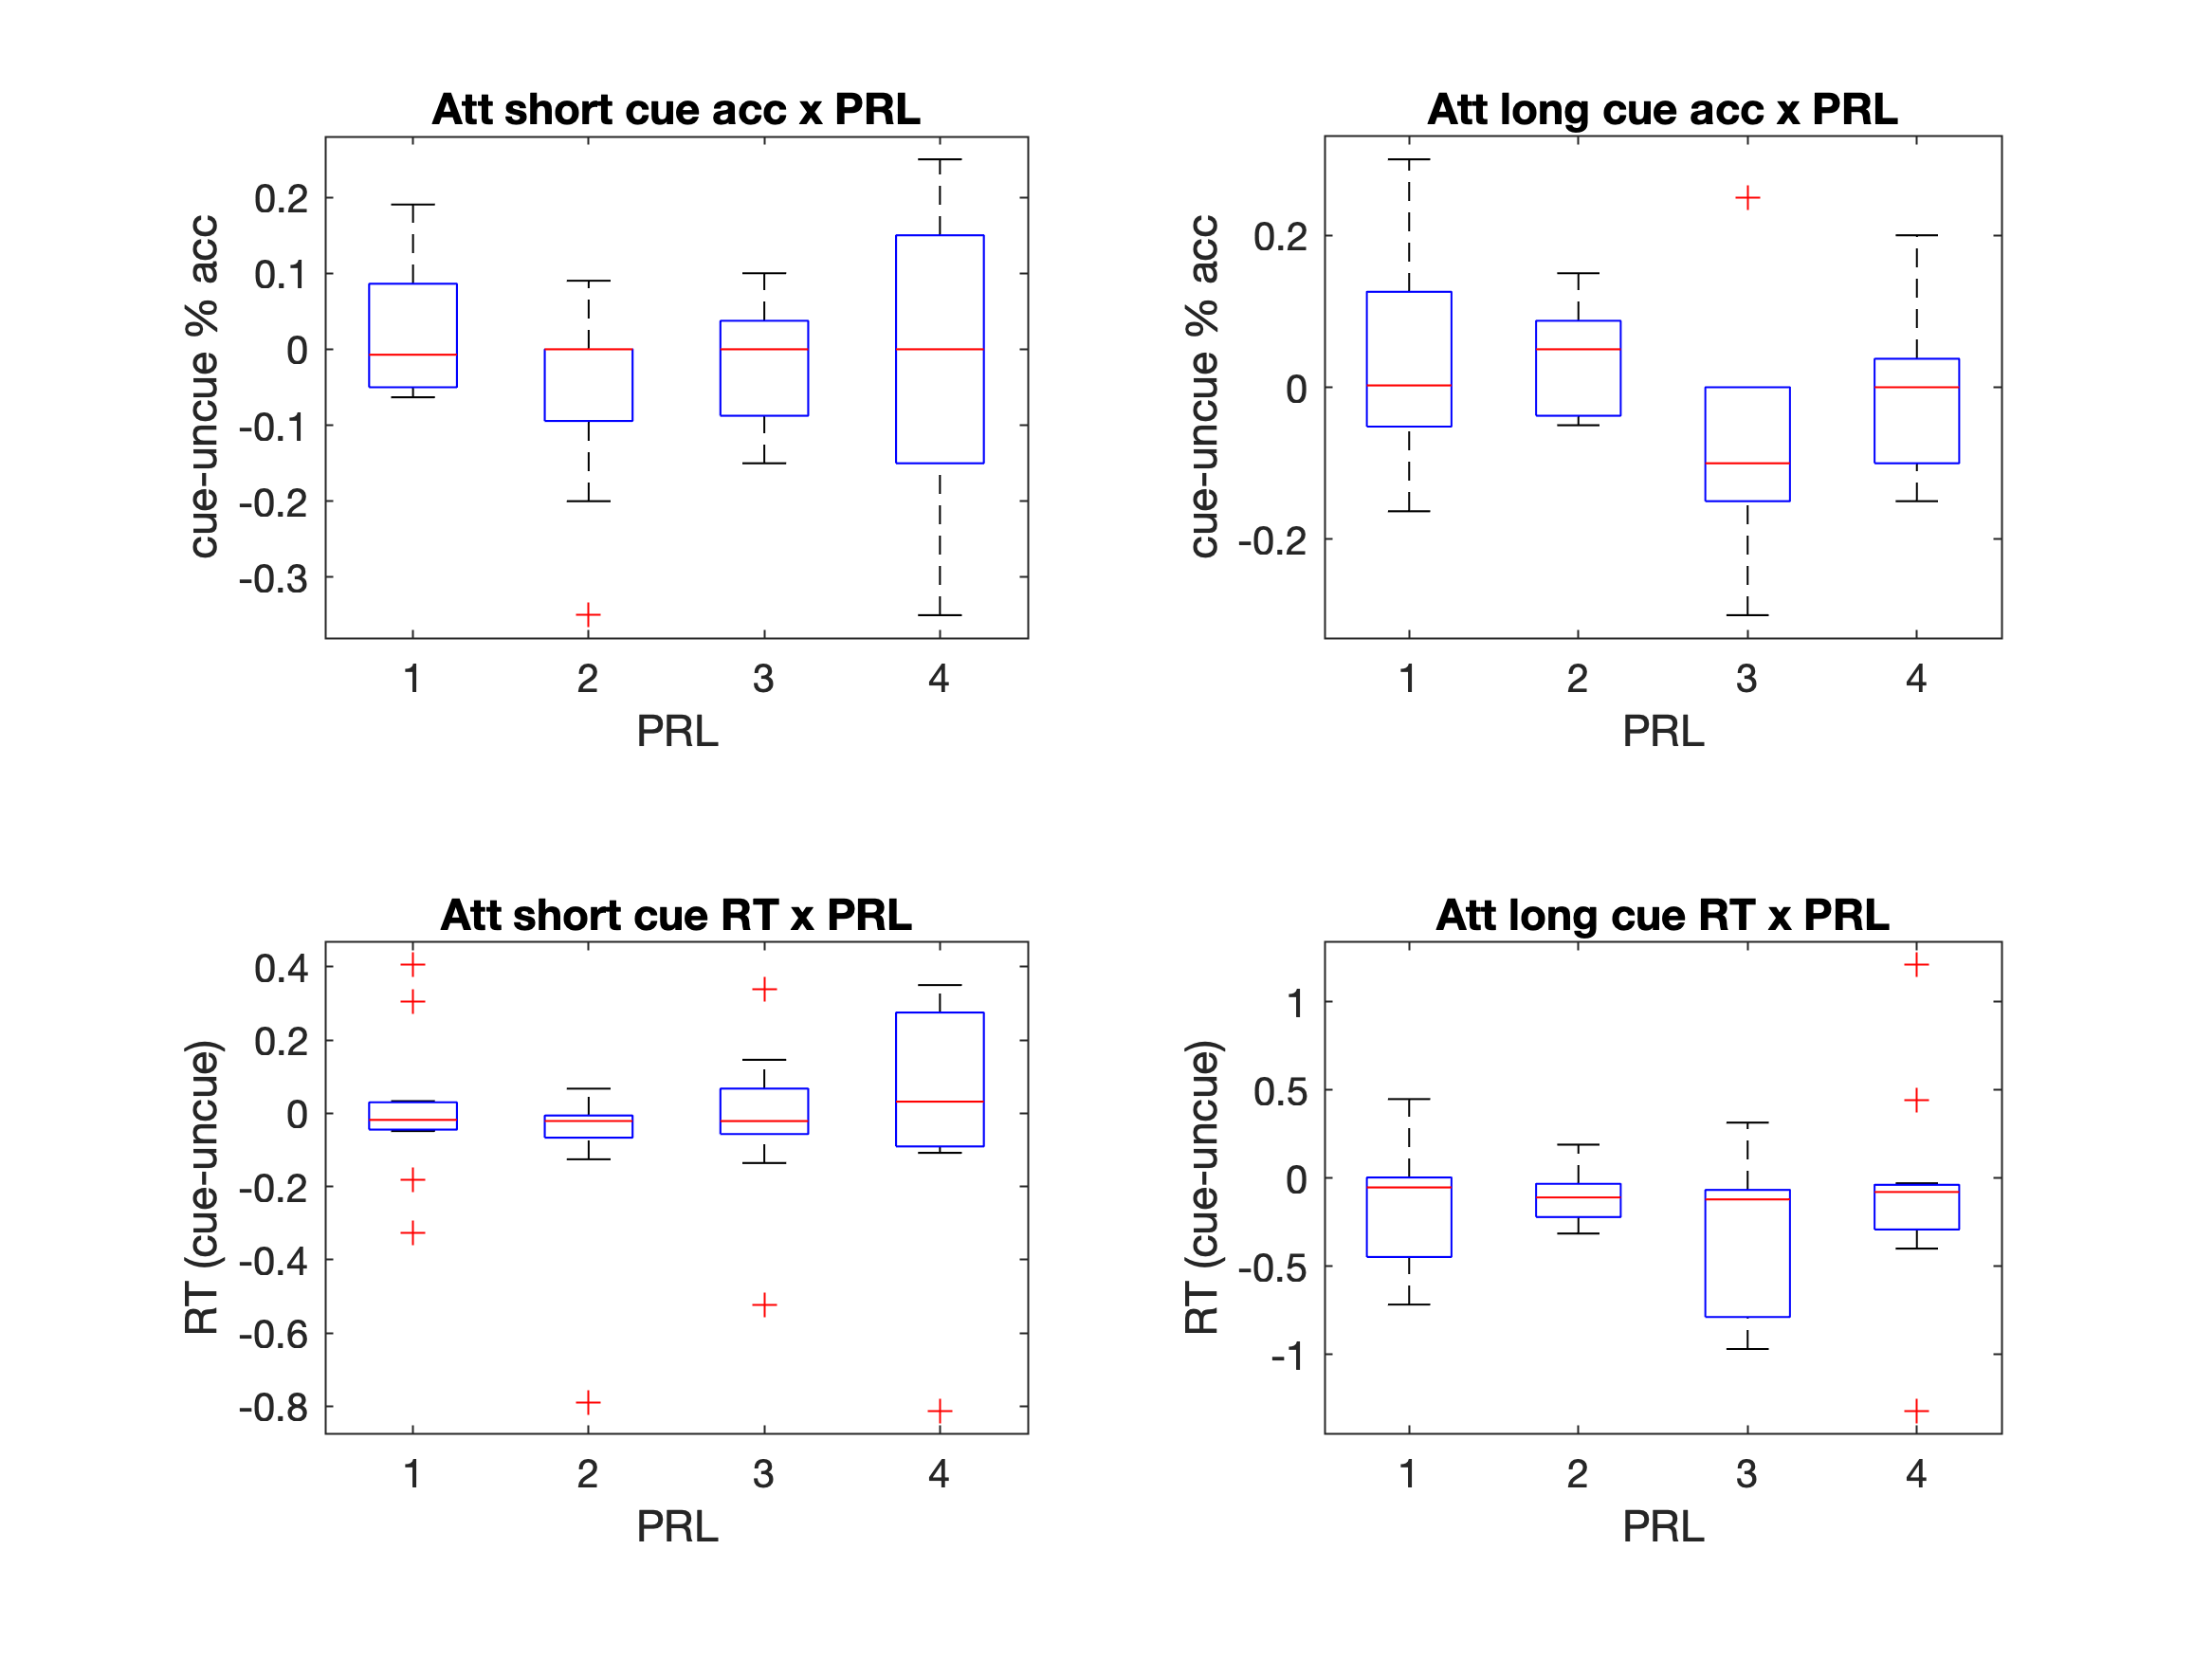 Att short cue acc x PRL
cue-uncue % acc
0.2
0.1
0
-0.1
-0.2
-0.3
1 2 3 4
PRL
Att long cue acc x PRL
cue-uncue % acc
0.2
0
-0.2
1 2 3 4
PRL
Att short cue RT x PRL
RT (cue-uncue)
0.4
0.2
0
-0.2
-0.4
-0.6
-0.8
1 2 3 4
PRL
Att long cue RT x PRL
RT (cue-uncue)
1
0.5
0
-0.5
-1
1 2 3 4
PRL